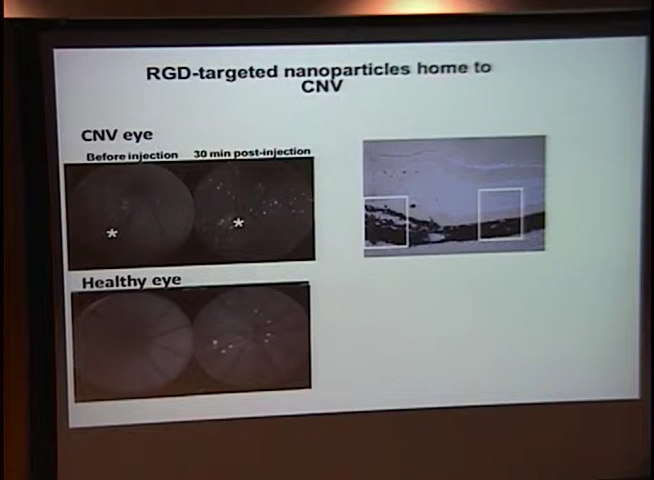 RGD-targeted nanoparticles home to
CNV
CNV eye
Before injection 30 min post-injection
*
*
Healthy eye